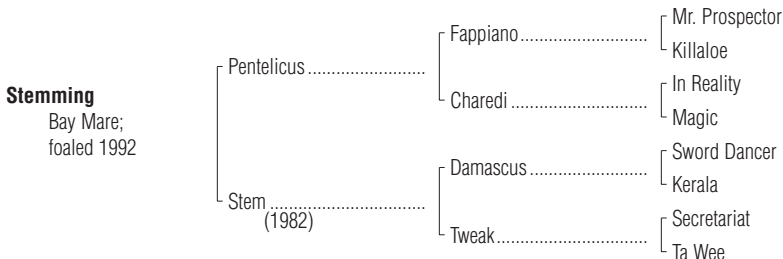 Mr. Prospector
Fappiano..........................................
Killaloe
Pentelicus.........................
In Reality
Charedi............................................
Magic
Stemming
Bay Mare;
foaled 1992
Sword Dancer
Damascus.......................................
Kerala
Stem.................................
(1982)
Secretariat
Tweak................................................
Ta Wee